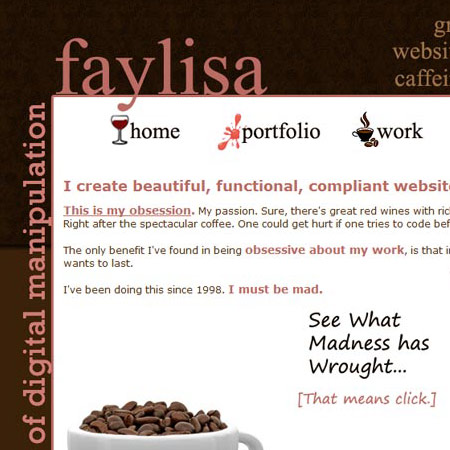 faylisa
websi
caffei
home
portfolio
work
of digital manipulation
I create beautiful, functional, compliant website
This is my obsession. My passion. Sure, there's great red wines with ric
Right after the spectacular coffee. One could get hurt if one tries to code bef
The only benefit I've found in being obsessive about my work, is that i
wants to last.
I've been doing this since 1998. I must be mad.
See What
Madness has
Wrought...
[That means click.]